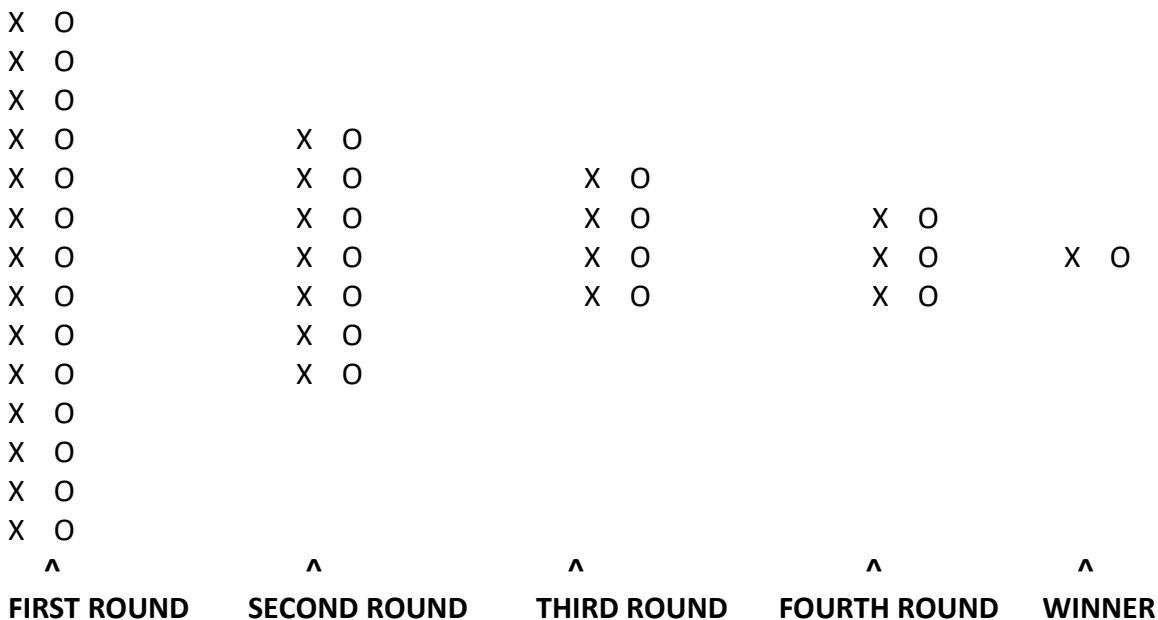 X O
X O
X O
X O X O
X O X O X O
X O X O X O X O
X O X O X O X O X O
X O X O X O X O
X O X O
X O X O
X O
X O
X O
X O
^ ^ ^ ^ ^
FIRST ROUND SECOND ROUND THIRD ROUND FOURTH ROUND WINNER